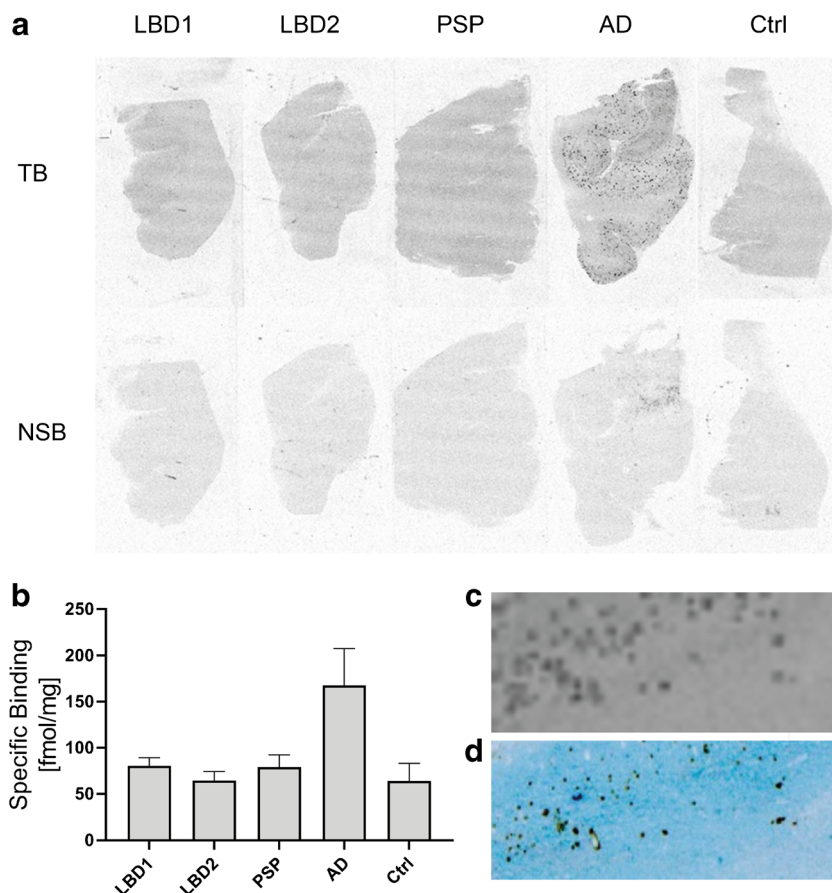 a
LBD1 LBD2 PSP AD Ctrl
TB
NSB
b
Specific Binding
[fmol/mg]
250
200
150
100
50
0
LBD1 LBD2 PSP AD Ctrl
c
d